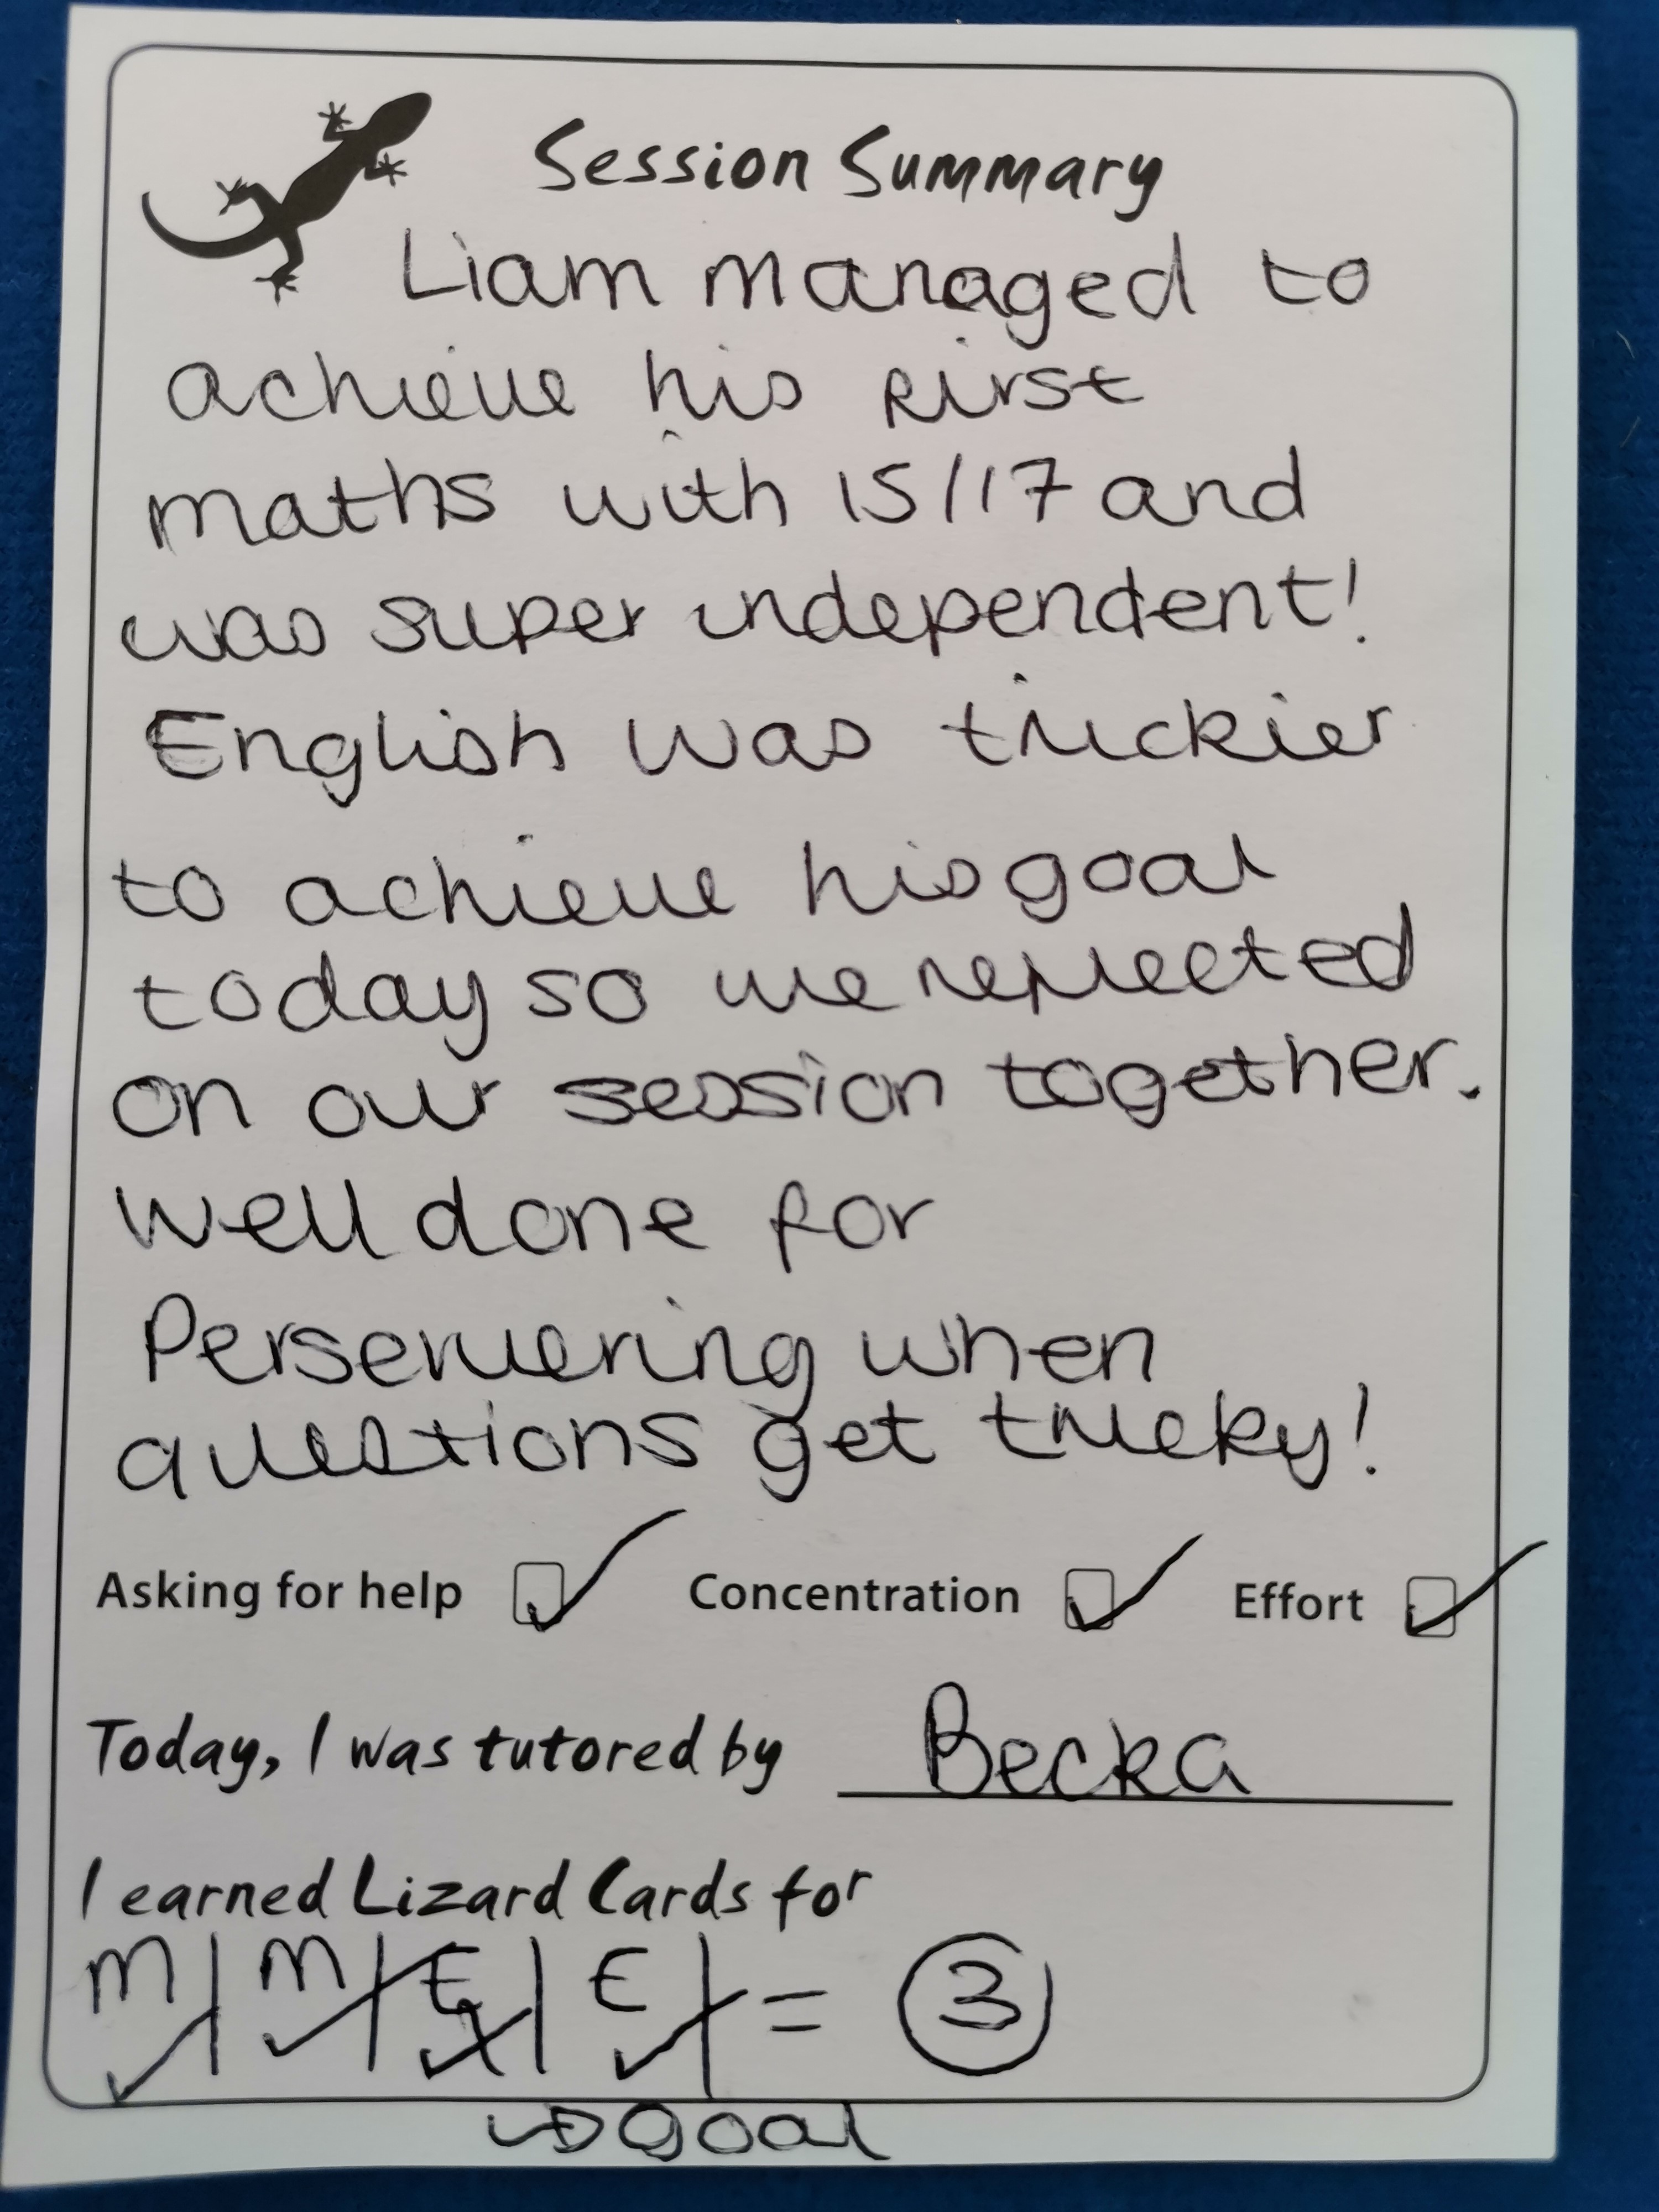 Session Summary
Liam managed to
achieve his first
maths with 15/17 and
was super independent!
English was trickier
to achieve his goal
today so we reflected
on our session together.
Well done for
Perservering when
questions get tricky!
Asking for help ✓ Concentration ✓ Effort ✓
Today, I was tutored by Becka
I earned Lizard Cards for
M | M | E | E | = 3
→ goal